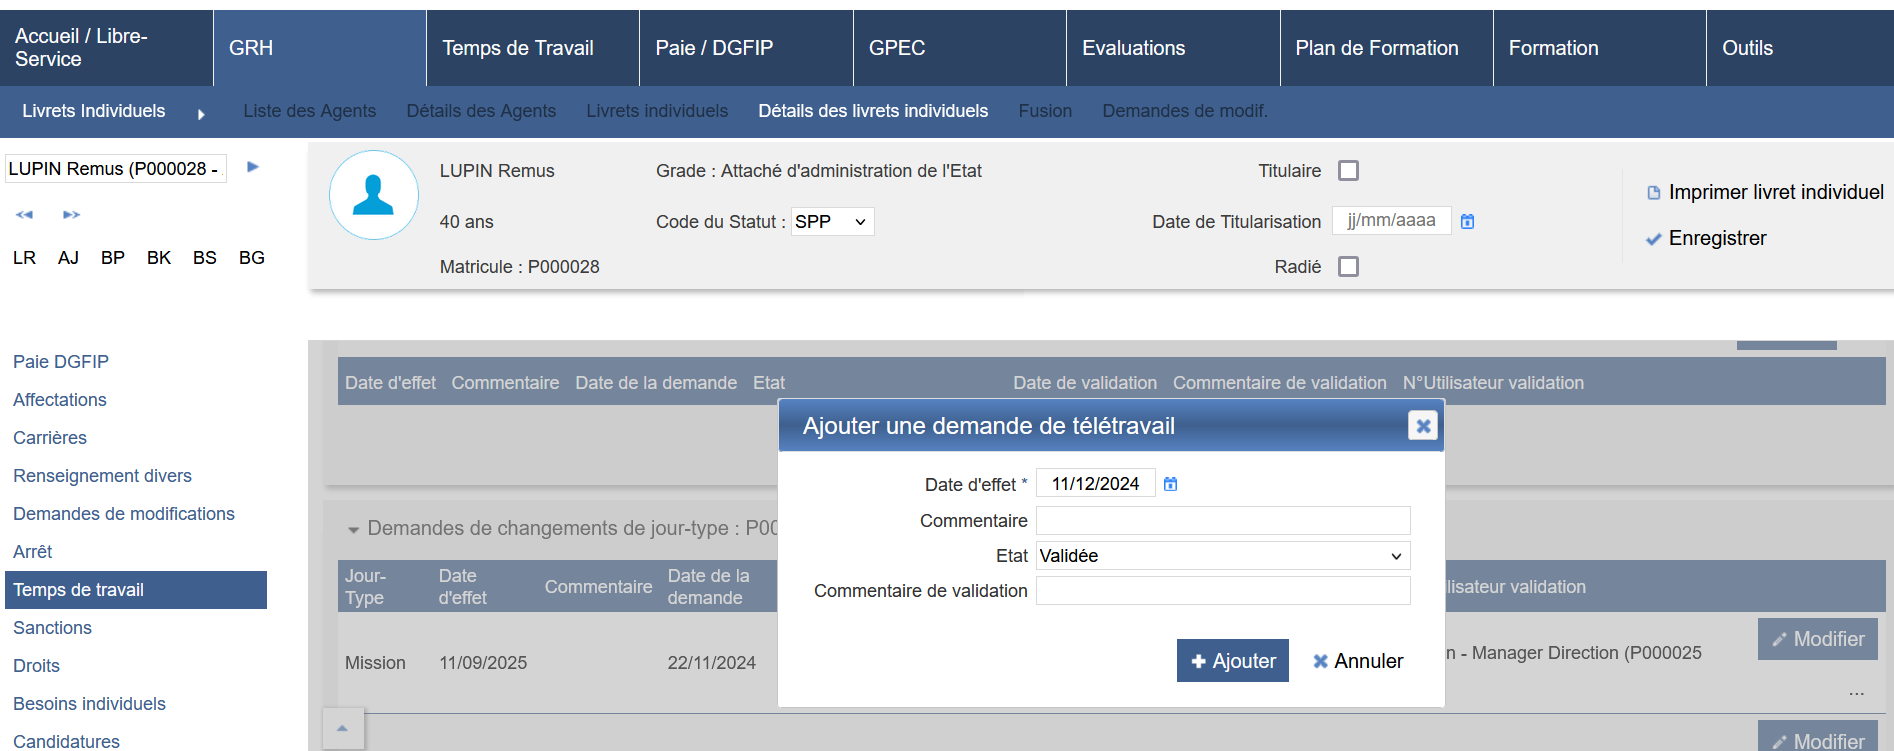 Accueil / Libre-Service
GRH
Temps de Travail
Paie / DGFIP
GPEC
Evaluations
Plan de Formation
Formation
Outils
Livrets Individuels
Liste des Agents
Détails des Agents
Livrets individuels
Détails des livrets individuels
Fusion
Demandes de modif.
LUPIN Remus (P000028 -
LR AJ BP BK BS BG
LUPIN Remus
Grade : Attaché d'administration de l'Etat
Titulaire
40 ans
Code du Statut : SPP
Date de Titularisation jj/mm/aaaa
Matricule : P000028
Radié
Imprimer livret individuel
Enregistrer
Paie DGFIP
Affectations
Carrières
Renseignement divers
Demandes de modifications
Arrêt
Temps de travail
Sanctions
Droits
Besoins individuels
Candidatures
Date d'effet Commentaire Date de la demande Etat Date de validation Commentaire de validation N°Utilisateur validation
Ajouter une demande de télétravail
Date d'effet * 11/12/2024
Commentaire
Etat Validée
Commentaire de validation
Ajouter Annuler
Demandes de changements de jour-type : P00
Jour-Type
Date d'effet
Commentaire
Date de la demande
lisateur validation
Mission 11/09/2025 22/11/2024
n - Manager Direction (P000025
...
Modifier
Modifier